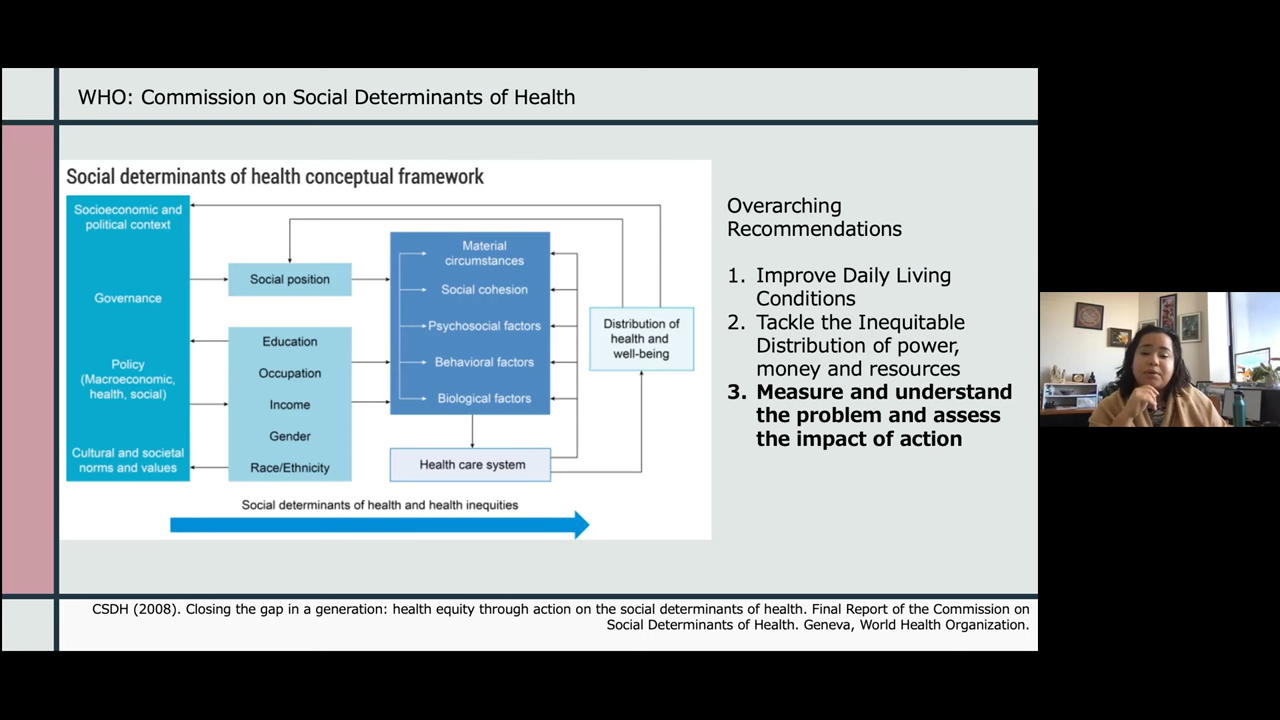 WHO: Commission on Social Determinants of Health
Social determinants of health conceptual framework
Socioeconomic and
political context
Governance
Policy
(Macroeconomic,
health, social)
Cultural and societal
norms and values
Social position
Education
Occupation
Income
Gender
Race/Ethnicity
Material
circumstances
Social cohesion
Psychosocial factors
Behavioral factors
Biological factors
Health care system
Distribution of
health and
well-being
Social determinants of health and health inequities
Overarching
Recommendations
1. Improve Daily Living
Conditions
2. Tackle the Inequitable
Distribution of power,
money and resources
3. Measure and understand
the problem and assess
the impact of action
CSDH (2008). Closing the gap in a generation: health equity through action on the social determinants of health. Final Report of the Commission on
Social Determinants of Health. Geneva, World Health Organization.